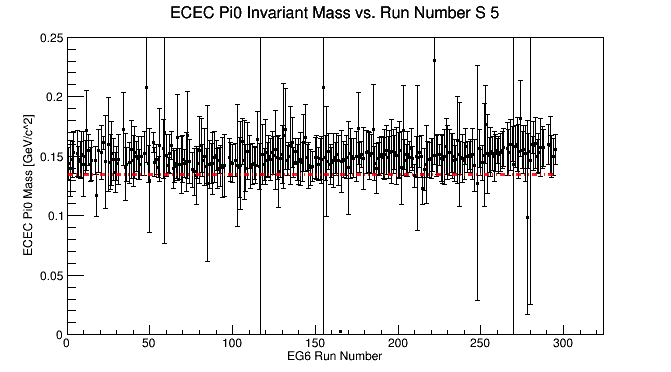 ECEC Pi0 Invariant Mass vs. Run Number S 5
ECEC Pi0 Mass [GeV/c^2]
0.25
0.2
0.15
0.1
0.05
0
0 50 100 150 200 250 300
EG6 Run Number